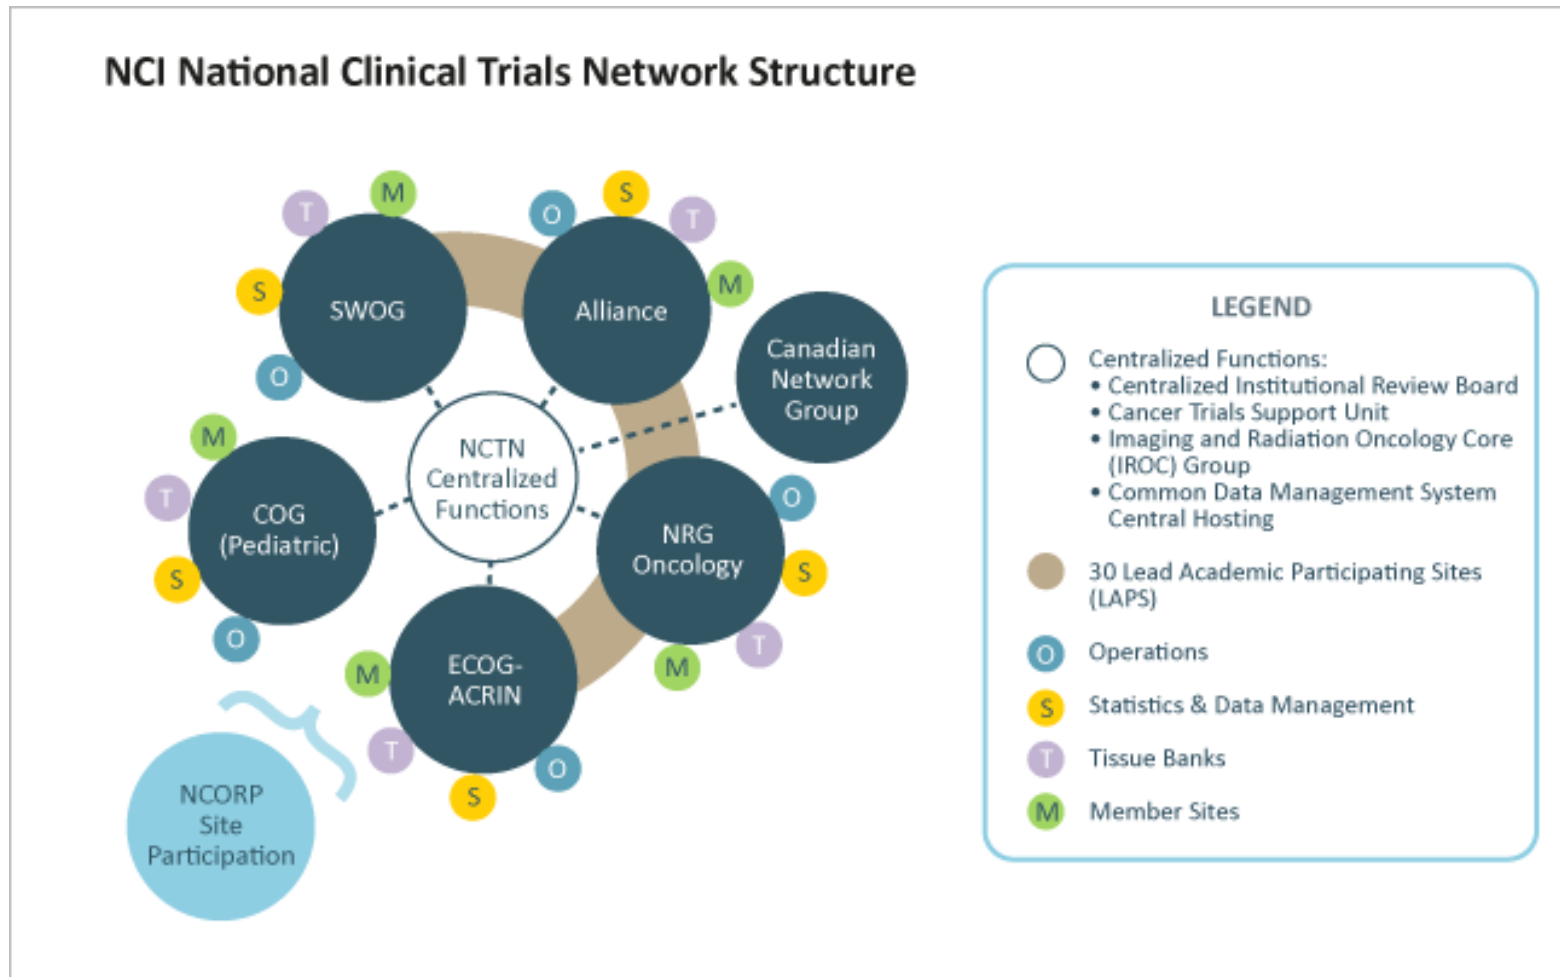 NCI National Clinical Trials Network Structure
M
T
S
O
SWOG
O
S
T
M
Alliance
Canadian
Network
Group
NCTN
Centralized
Functions
M
T
S
O
COG
(Pediatric)
O
S
T
M
NRG
Oncology
M
T
S
O
ECOG-
ACRIN
NCORP
Site
Participation
LEGEND
Centralized Functions:
• Centralized Institutional Review Board
• Cancer Trials Support Unit
• Imaging and Radiation Oncology Core
(IROC) Group
• Common Data Management System
Central Hosting
30 Lead Academic Participating Sites
(LAPS)
O Operations
S Statistics & Data Management
T Tissue Banks
M Member Sites